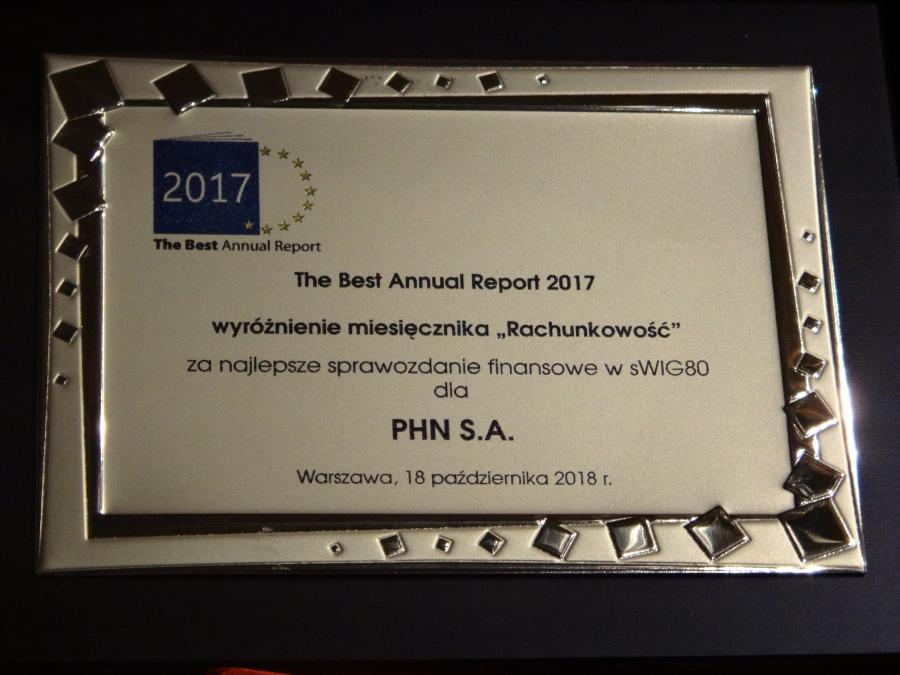 2017
The Best Annual Report
The Best Annual Report 2017
wyróżnienie miesięcznika „Rachunkowość”
za najlepsze sprawozdanie finansowe w sWIG80
dla
PHN S.A.
Warszawa, 18 października 2018 r.